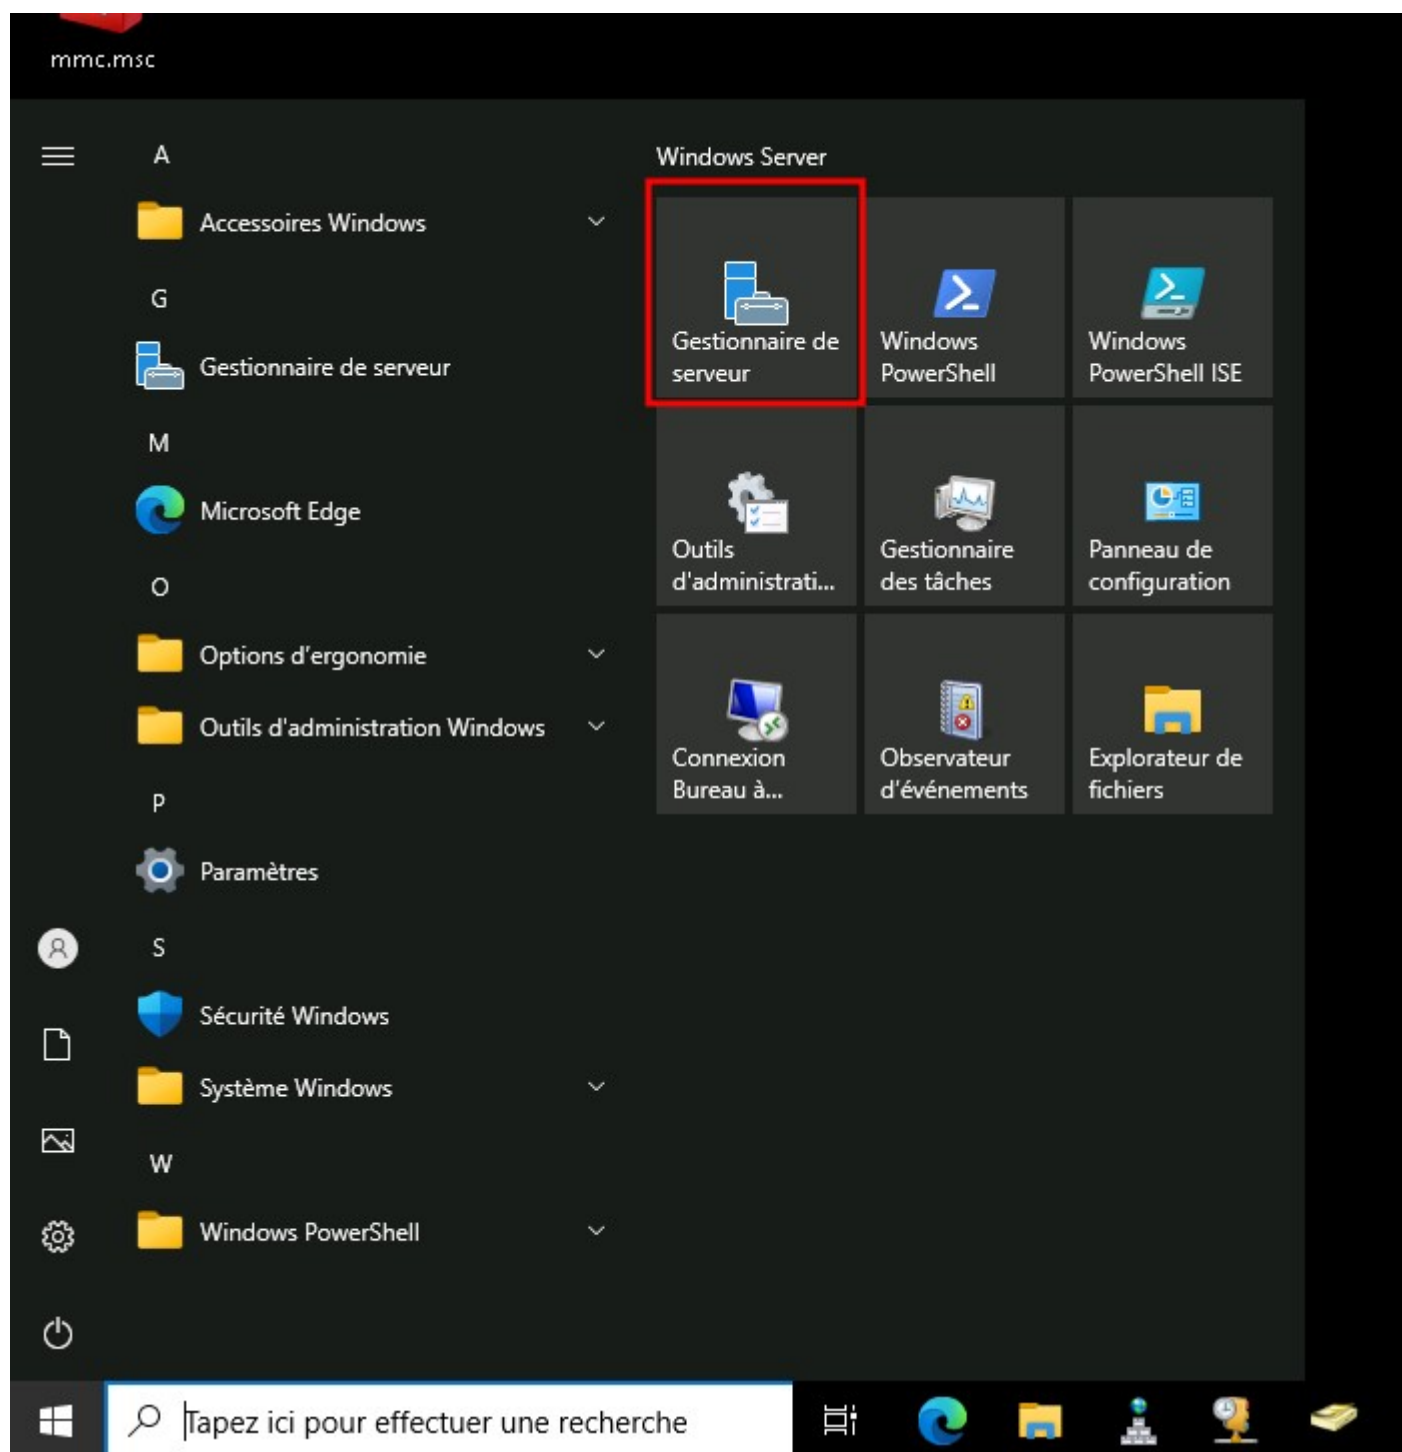 mmc.msc
A
Accessoires Windows
G
Gestionnaire de serveur
M
Microsoft Edge
O
Options d'ergonomie
Outils d'administration Windows
P
Paramètres
S
Sécurité Windows
Système Windows
W
Windows PowerShell
Windows Server
Gestionnaire de
serveur
Windows
PowerShell
Windows
PowerShell ISE
Outils
d'administrati...
Gestionnaire
des tâches
Panneau de
configuration
Connexion
Bureau à...
Observateur
d'événements
Explorateur de
fichiers
Tapez ici pour effectuer une recherche